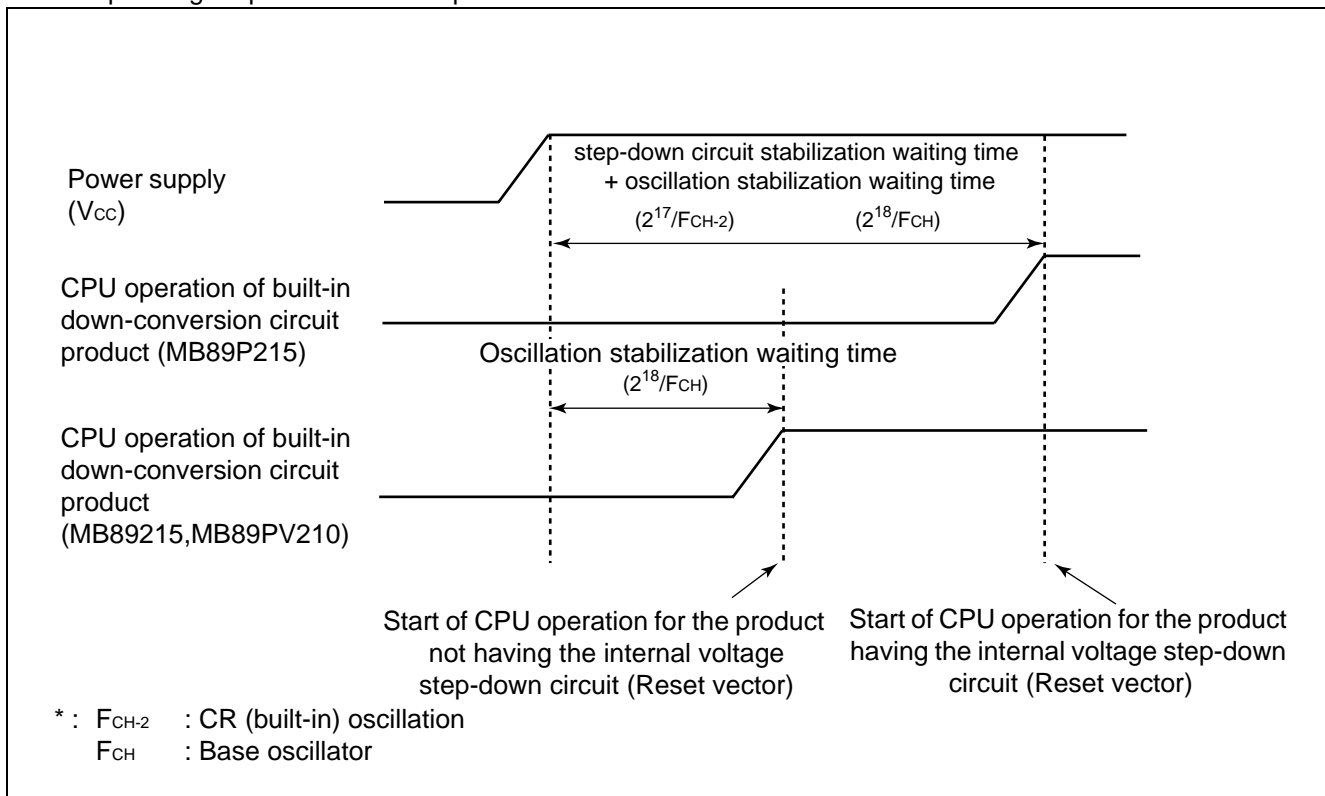 Power supply
(VCC)
step-down circuit stabilization waiting time
+ oscillation stabilization waiting time
(2^17/FCH-2) (2^18/FCH)
CPU operation of built-in
down-conversion circuit
product (MB89P215)
Oscillation stabilization waiting time
(2^18/FCH)
CPU operation of built-in
down-conversion circuit
product
(MB89215,MB89PV210)
Start of CPU operation for the product
not having the internal voltage
step-down circuit (Reset vector)
Start of CPU operation for the product
having the internal voltage step-down
circuit (Reset vector)
* : FCH-2 : CR (built-in) oscillation
FCH : Base oscillator